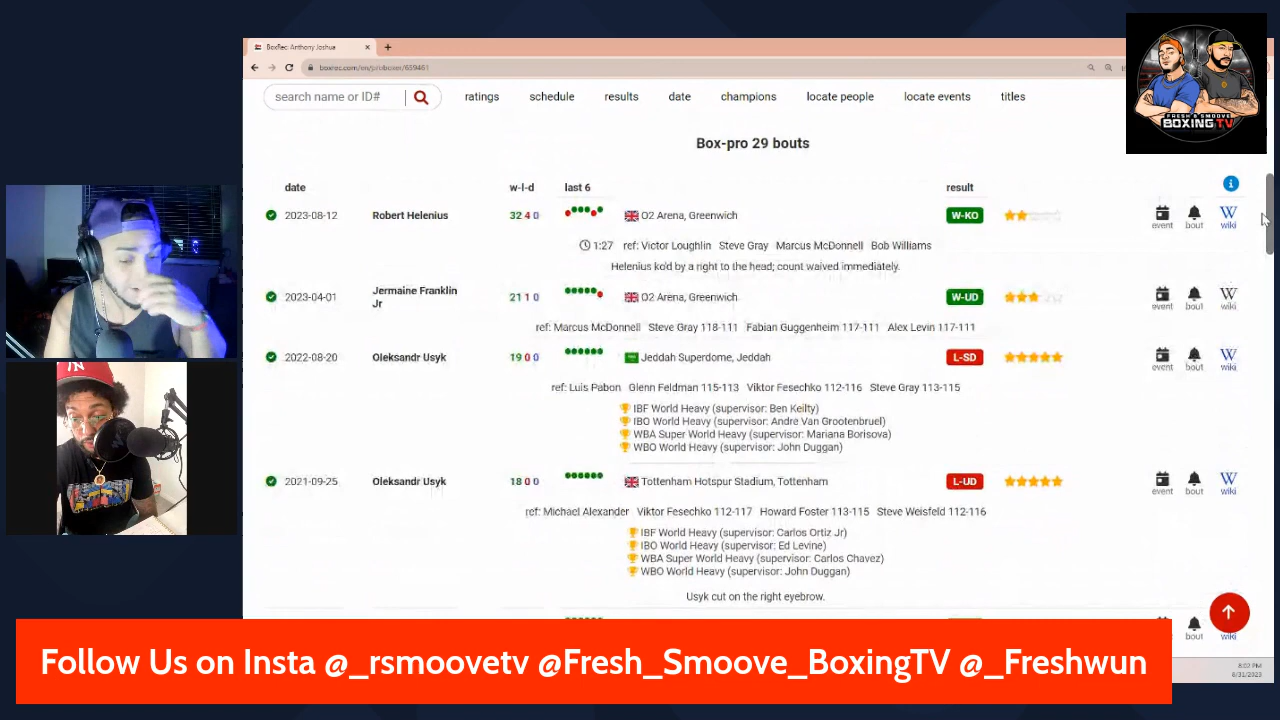 BoxRec: Anthony Joshua
boxrec.com/en/proboxer/659461
search name or ID# ratings schedule results date champions locate people locate events titles
FRESH & SMOOVE
BOXING TV
Box-pro 29 bouts
date w-l-d last 6 result
2023-08-12 Robert Helenius 32 4 0 O2 Arena, Greenwich W-KO event bout wiki
1:27 ref: Victor Loughlin Steve Gray Marcus McDonnell Bob Williams
Helenius ko'd by a right to the head; count waived immediately.
2023-04-01 Jermaine Franklin Jr 21 1 0 O2 Arena, Greenwich W-UD event bout wiki
ref: Marcus McDonnell Steve Gray 118-111 Fabian Guggenheim 117-111 Alex Levin 117-111
2022-08-20 Oleksandr Usyk 19 0 0 Jeddah Superdome, Jeddah L-SD event bout wiki
ref: Luis Pabon Glenn Feldman 115-113 Viktor Fesechko 112-116 Steve Gray 113-115
IBF World Heavy (supervisor: Ben Keilty)
IBO World Heavy (supervisor: Andre Van Grootenbruel)
WBA Super World Heavy (supervisor: Mariana Borisova)
WBO World Heavy (supervisor: John Duggan)
2021-09-25 Oleksandr Usyk 18 0 0 Tottenham Hotspur Stadium, Tottenham L-UD event bout wiki
ref: Michael Alexander Viktor Fesechko 112-117 Howard Foster 113-115 Steve Weisfeld 112-116
IBF World Heavy (supervisor: Carlos Ortiz Jr)
IBO World Heavy (supervisor: Ed Levine)
WBA Super World Heavy (supervisor: Carlos Chavez)
WBO World Heavy (supervisor: John Duggan)
Usyk cut on the right eyebrow.
wiki
Follow Us on Insta @_rsmoovetv @Fresh_Smoove_BoxingTV @_Freshwun
8:02 PM
8/31/2023